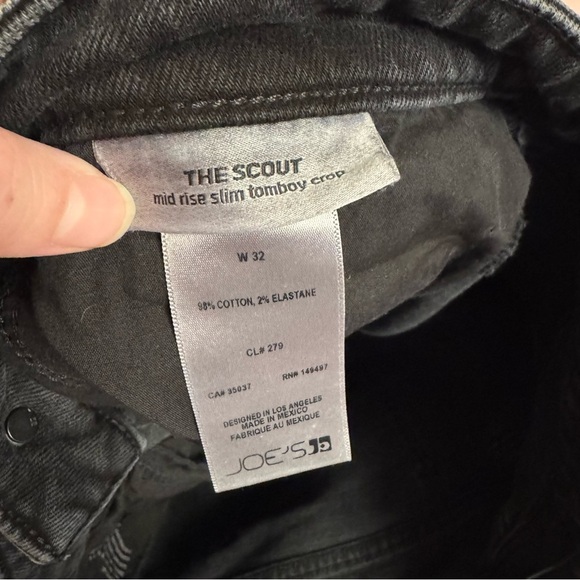 THE SCOUT
mid rise slim tomboy crop
W 32
98% COTTON, 2% ELASTANE
CL# 279
CA# 35037 RN# 149497
DESIGNED IN LOS ANGELES
MADE IN MEXICO
FABRIQUE AU MEXIQUE
JOE'S